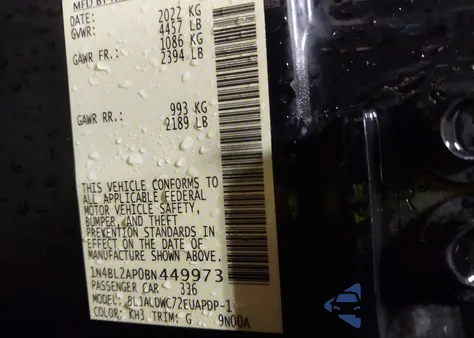 MFD BY
DATE:
GVWR: 2022 KG
4457 LB
GAWR FR.: 1086 KG
2394 LB
GAWR RR.: 993 KG
2189 LB
THIS VEHICLE CONFORMS TO
ALL APPLICABLE FEDERAL
MOTOR VEHICLE SAFETY,
BUMPER, AND THEFT
PREVENTION STANDARDS IN
EFFECT ON THE DATE OF
MANUFACTURE SHOWN ABOVE.
1N4BL2AP0BN449973
PASSENGER CAR 336
MODEL: BLJALDWC72EUAPDP-1
COLOR: KH3 TRIM: G 9N00A